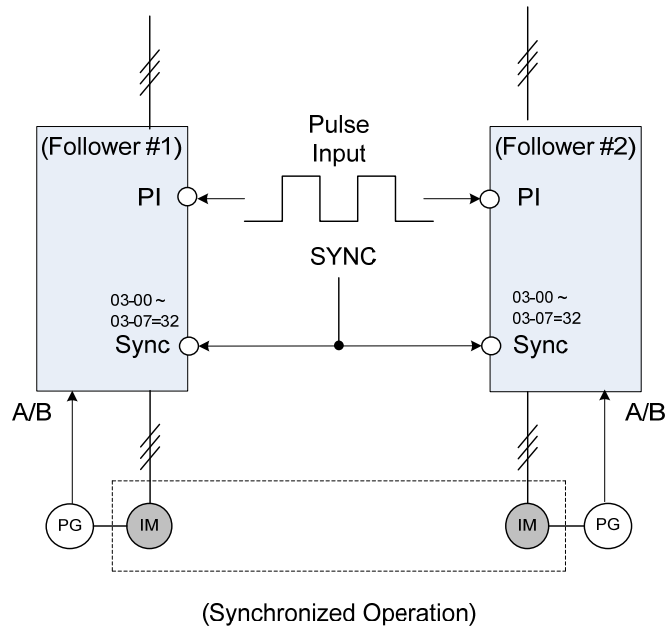 (Follower #1)
Pulse
Input
(Follower #2)
PI
PI
SYNC
03-00 ~
03-07=32
Sync
03-00 ~
03-07=32
Sync
A/B
A/B
PG
IM
IM
PG
(Synchronized Operation)